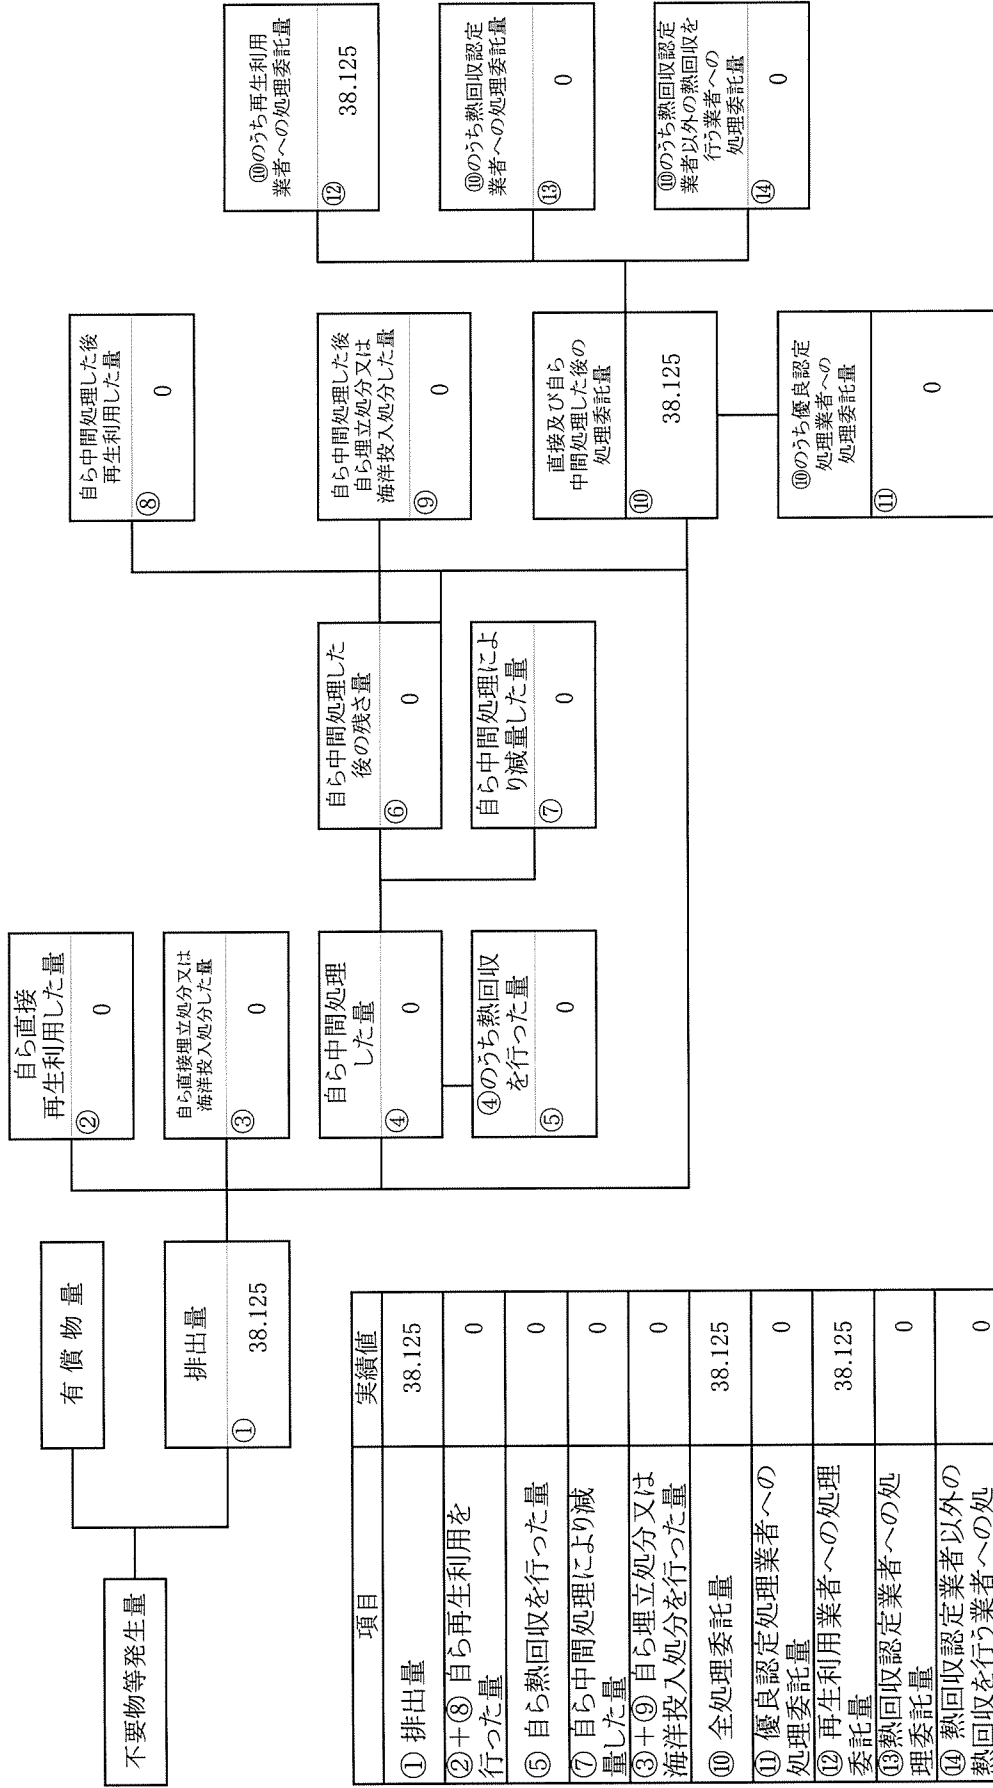 不要物等発生量
有 償 物 量
排出量
①
38.125
自ら直接
再生利用した量
②
0
自ら直接埋立処分又は
海洋投入処分した量
③
0
自ら中間処理
した量
④
0
④のうち熱回収
を行った量
⑤
0
自ら中間処理した
後の残さ量
⑥
0
自ら中間処理によ
り減量した量
⑦
0
自ら中間処理した後
再生利用した量
⑧
0
自ら中間処理した後
自ら埋立処分又は
海洋投入処分した量
⑨
0
直接及び自ら
中間処理した後の
処理委託量
⑩
38.125
⑩のうち優良認定
処理業者への
処理委託量
⑪
0
⑩のうち再生利用
業者への処理委託量
⑫
38.125
⑩のうち熱回収認定
業者への処理委託量
⑬
0
⑩のうち熱回収認定
業者以外の熱回収を
行う業者への
処理委託量
⑭
0
項目 実績値
① 排出量 38.125
②+⑧ 自ら再生利用を
行った量 0
⑤ 自ら熱回収を行った量 0
⑦ 自ら中間処理により減
量した量 0
③+⑨ 自ら埋立処分又は
海洋投入処分を行った量 0
⑩ 全処理委託量 38.125
⑪ 優良認定処理業者への
処理委託量 0
⑫ 再生利用業者への処理
委託量 38.125
⑬熱回収認定業者への処
理委託量 0
⑭ 熱回収認定業者以外の
熱回収を行う業者への処 0